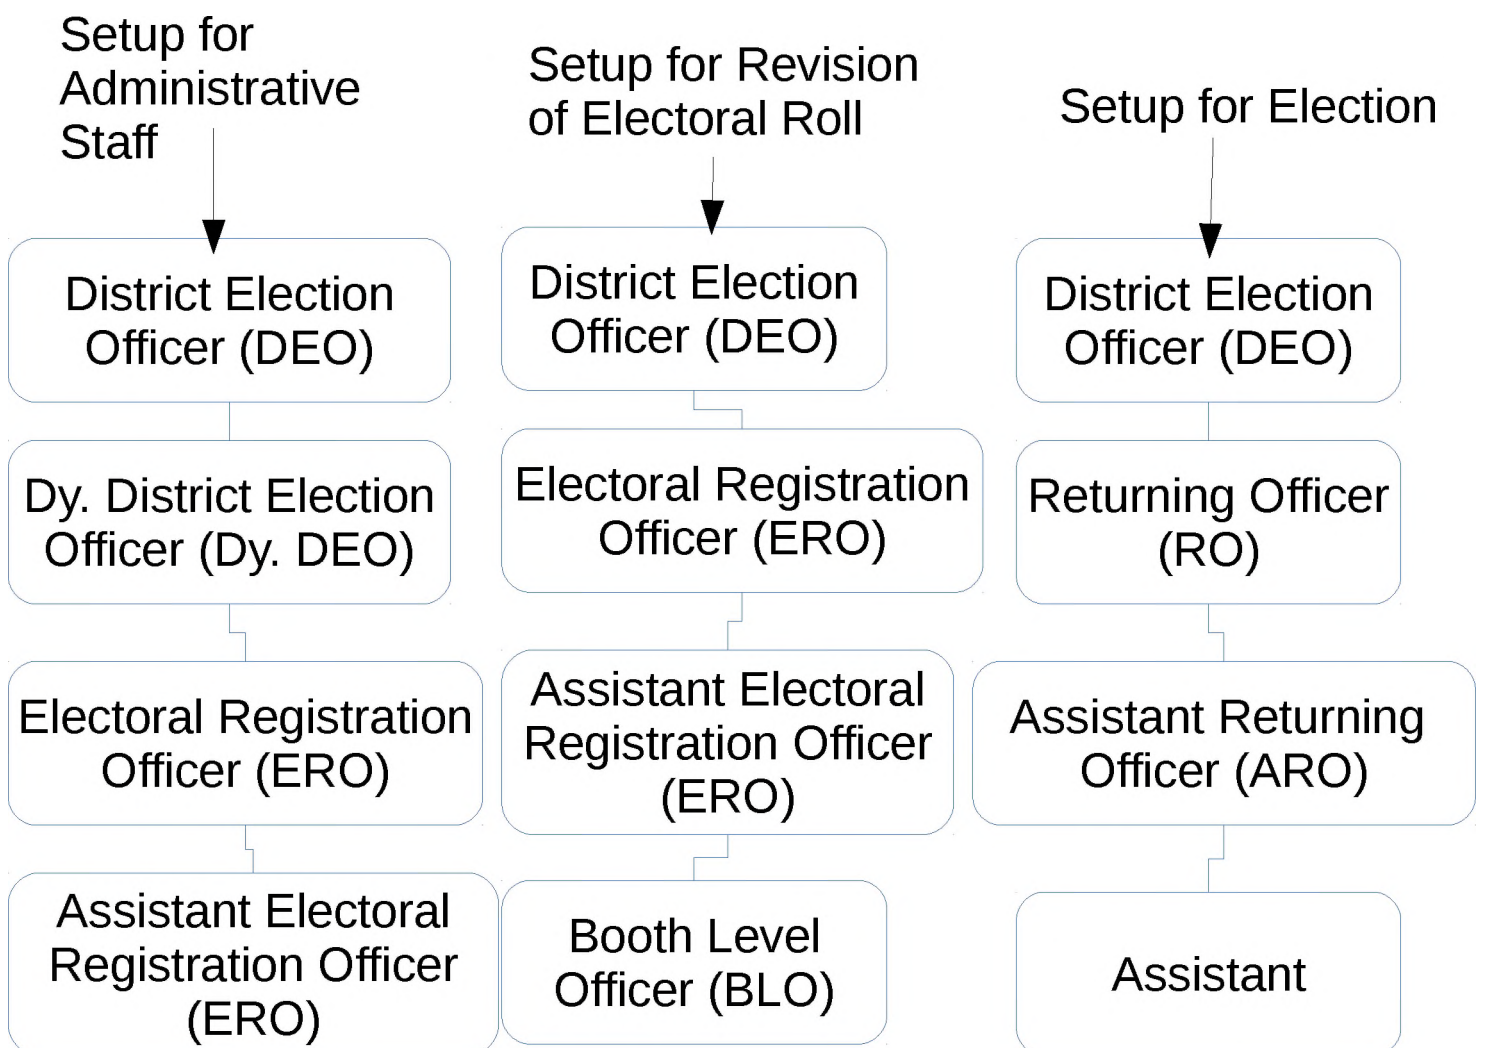 Setup for
Administrative
Staff
District Election
Officer (DEO)
Dy. District Election
Officer (Dy. DEO)
Electoral Registration
Officer (ERO)
Assistant Electoral
Registration Officer
(ERO)
Setup for Revision
of Electoral Roll
District Election
Officer (DEO)
Electoral Registration
Officer (ERO)
Assistant Electoral
Registration Officer
(ERO)
Booth Level
Officer (BLO)
Setup for Election
District Election
Officer (DEO)
Returning Officer
(RO)
Assistant Returning
Officer (ARO)
Assistant